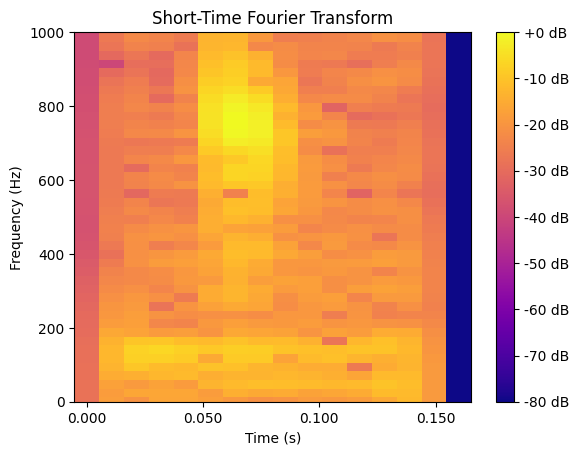 Short-Time Fourier Transform
1000
800
600
400
200
0
Frequency (Hz)
0.000
0.050
0.100
0.150
Time (s)
+0 dB
-10 dB
-20 dB
-30 dB
-40 dB
-50 dB
-60 dB
-70 dB
-80 dB